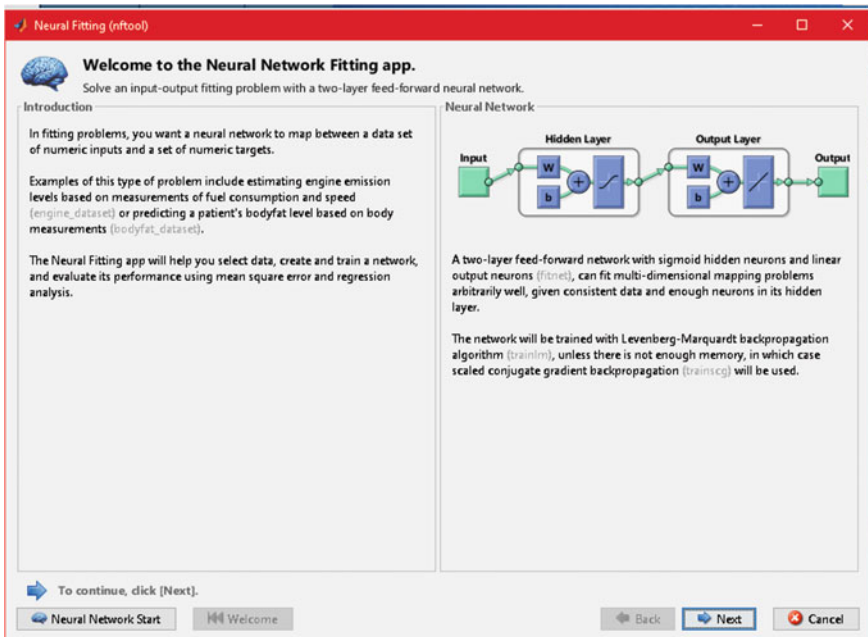 Neural Fitting (nftool)
Welcome to the Neural Network Fitting app.
Solve an input-output fitting problem with a two-layer feed-forward neural network.
Introduction
In fitting problems, you want a neural network to map between a data set
of numeric inputs and a set of numeric targets.
Examples of this type of problem include estimating engine emission
levels based on measurements of fuel consumption and speed
(engine_dataset) or predicting a patient's bodyfat level based on body
measurements (bodyfat_dataset).
The Neural Fitting app will help you select data, create and train a network,
and evaluate its performance using mean square error and regression
analysis.
Neural Network
Hidden Layer
Output Layer
Input
W
b
W
b
Output
A two-layer feed-forward network with sigmoid hidden neurons and linear
output neurons (fitnet), can fit multi-dimensional mapping problems
arbitrarily well, given consistent data and enough neurons in its hidden
layer.
The network will be trained with Levenberg-Marquardt backpropagation
algorithm (trainlm), unless there is not enough memory, in which case
scaled conjugate gradient backpropagation (trainscg) will be used.
To continue, click [Next].
Neural Network Start
Welcome
Back
Next
Cancel